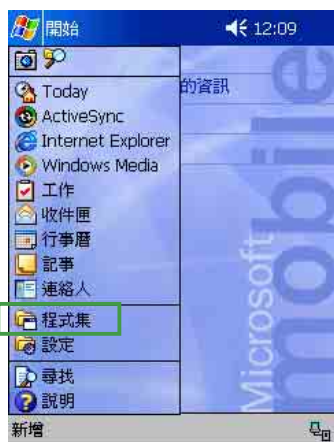 開始 12:09
的資訊
Today
ActiveSync
Internet Explorer
Windows Media
工作
收件匣
行事曆
記事
連絡人
程式集
設定
尋找
說明
新增
Microsoft
mobile